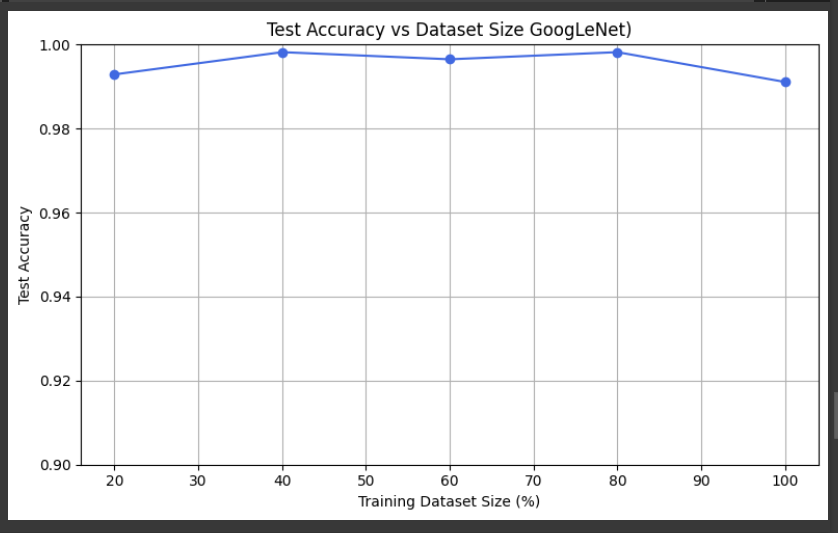 Test Accuracy vs Dataset Size GoogLeNet)
1.00
0.98
0.96
0.94
0.92
0.90
Test Accuracy
20 30 40 50 60 70 80 90 100
Training Dataset Size (%)